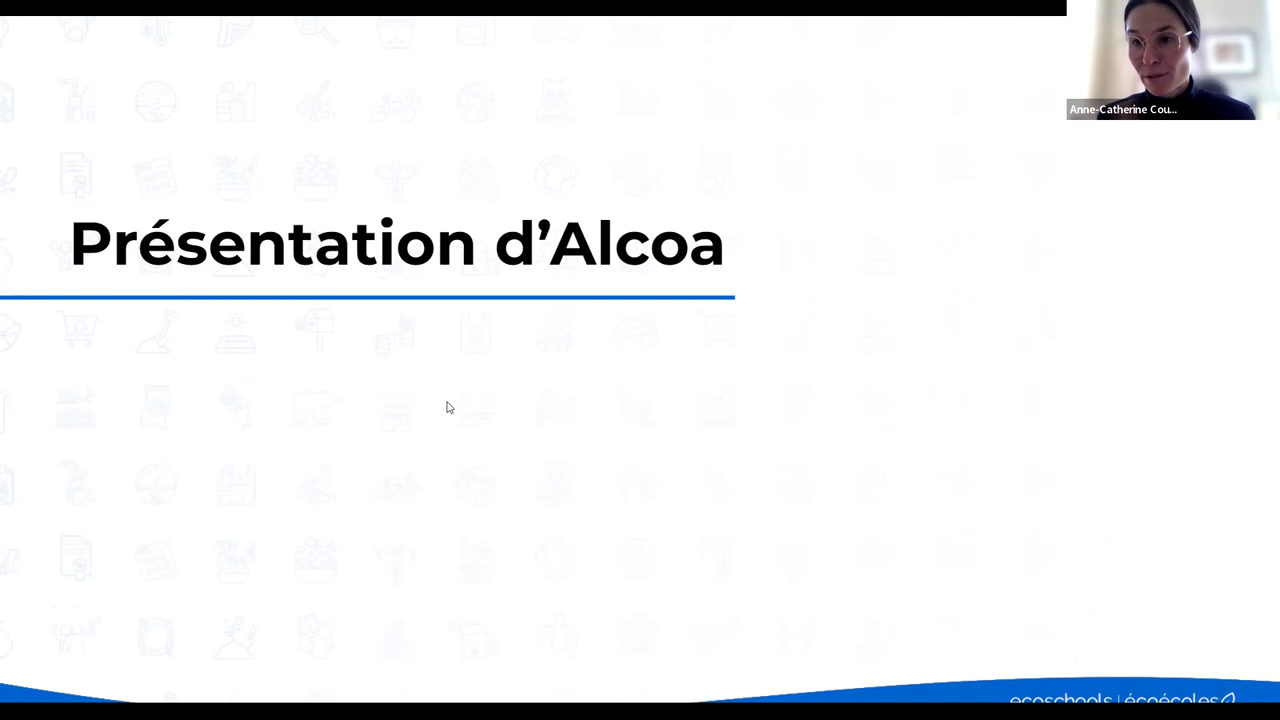 Anne-Catherine Cou...
Présentation d’Alcoa
ecoschools | écoécoles